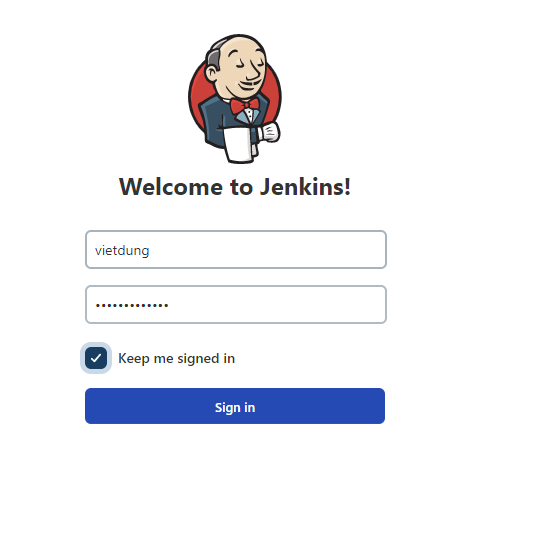 Welcome to Jenkins!
vietdung
•••••••••••••
Keep me signed in
Sign in